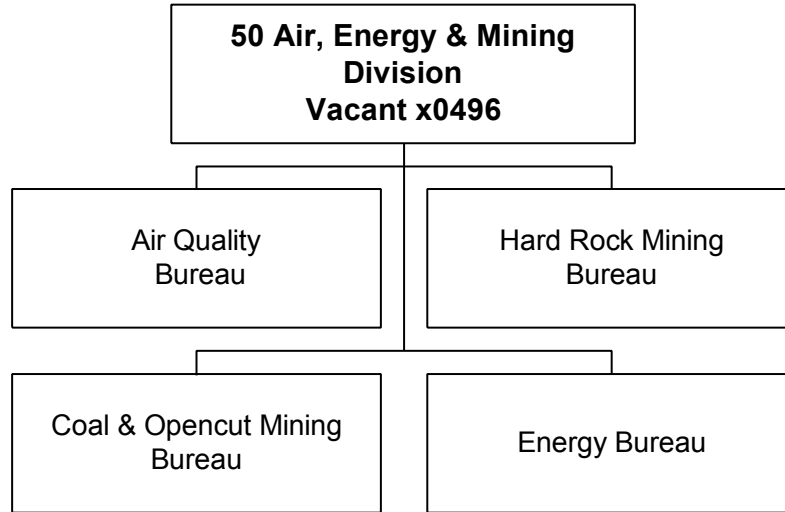 50 Air, Energy & Mining
Division
Vacant x0496
Air Quality
Bureau
Hard Rock Mining
Bureau
Coal & Opencut Mining
Bureau
Energy Bureau